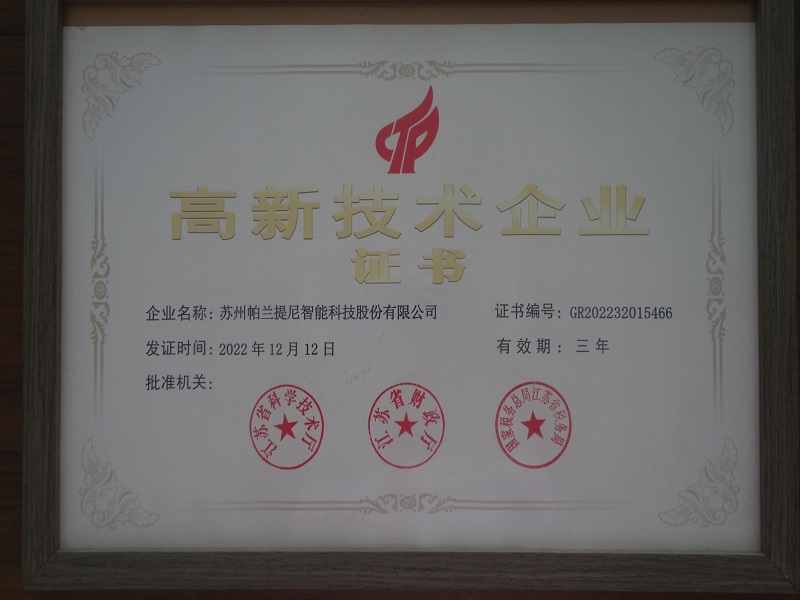 CTP
高新技术企业
证书
企业名称：苏州帕兰提尼智能科技股份有限公司 证书编号：GR202232015466
发证时间：2022年12月12日 有效期：三年
批准机关：
江苏省科学技术厅
江苏省财政厅
国家税务总局江苏省税务局